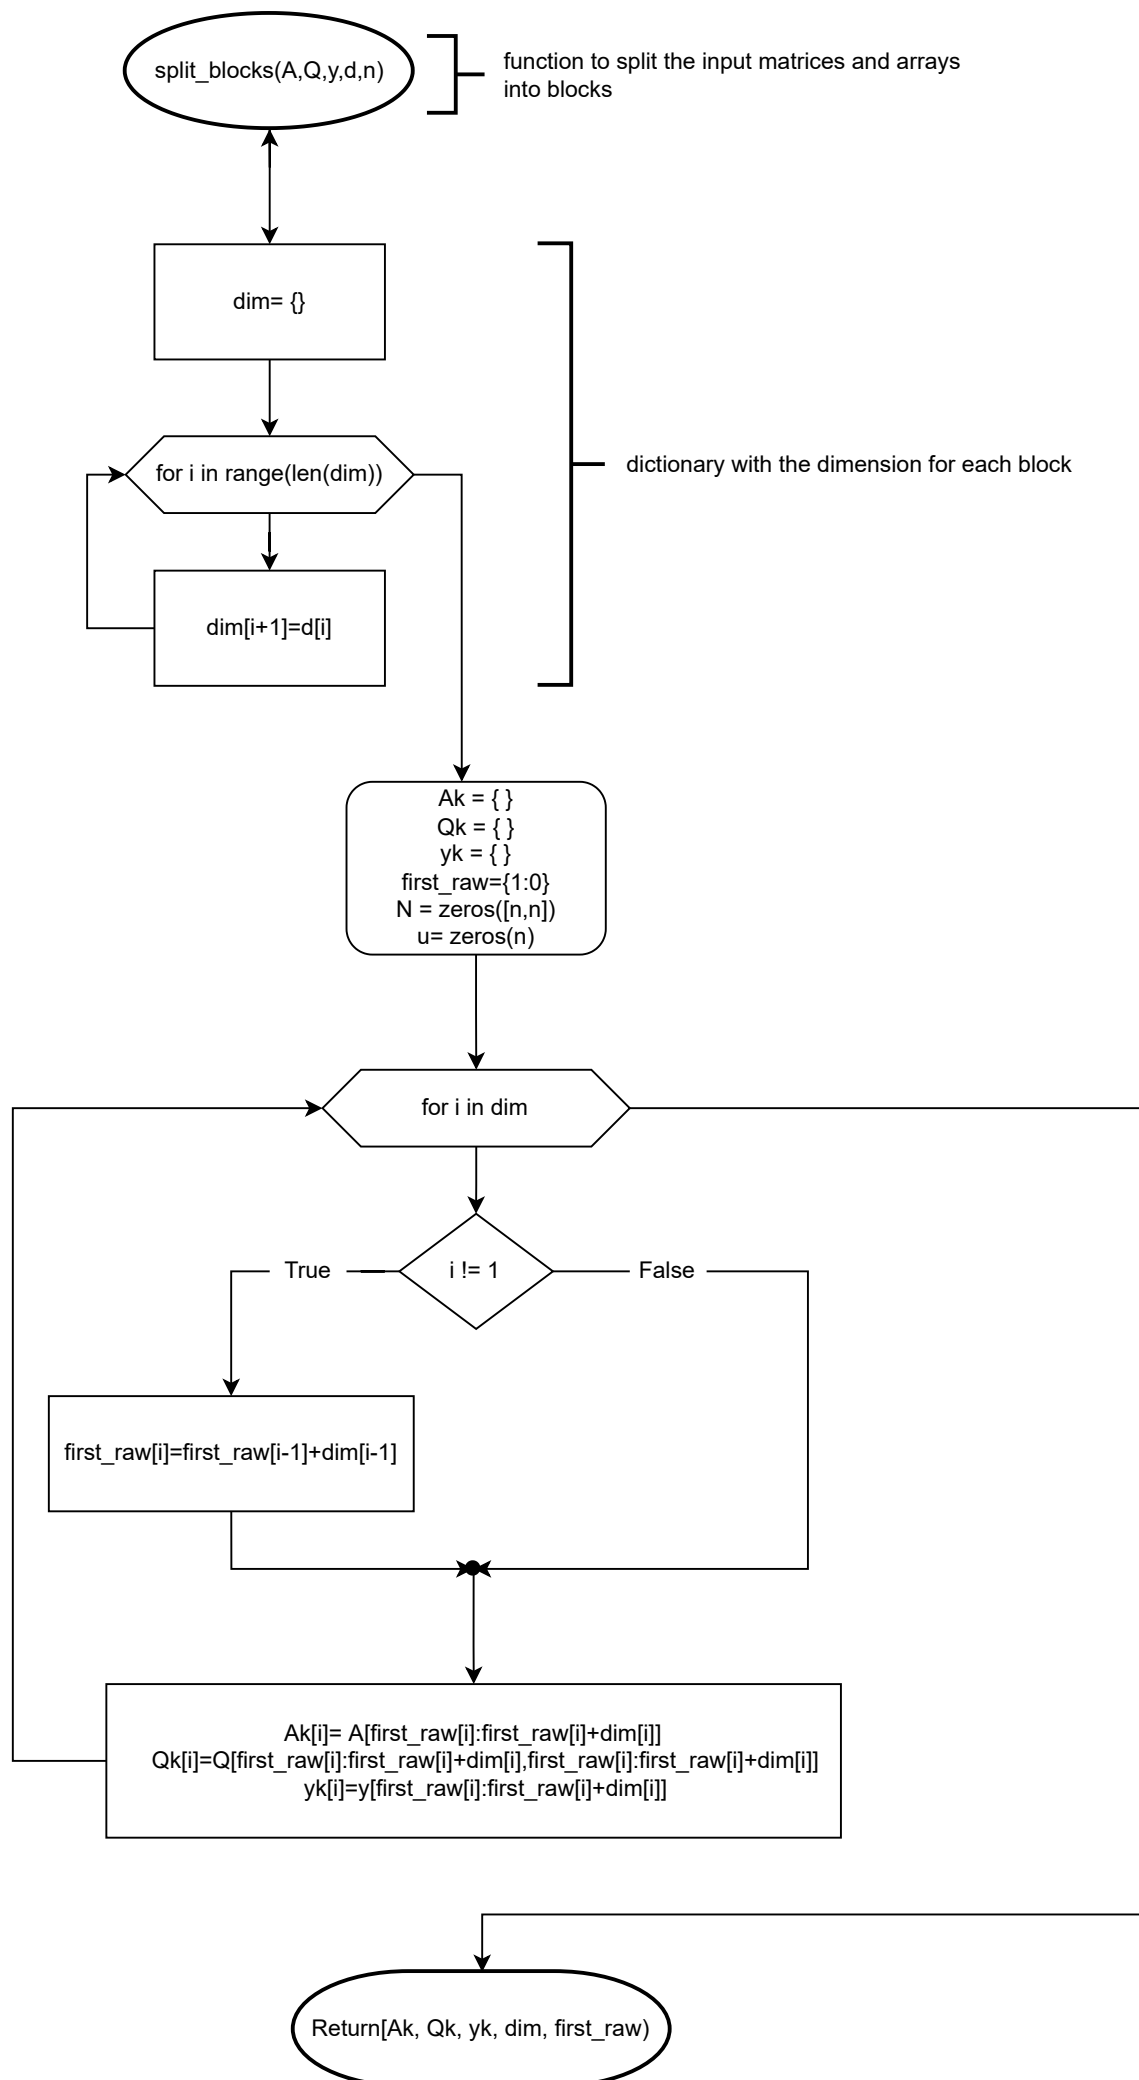 split_blocks(A,Q,y,d,n)
function to split the input matrices and arrays
into blocks
dim= {}
for i in range(len(dim))
dictionary with the dimension for each block
dim[i+1]=d[i]
Ak = { }
Qk = { }
yk = { }
first_raw={1:0}
N = zeros([n,n])
u= zeros(n)
for i in dim
i != 1
True
False
first_raw[i]=first_raw[i-1]+dim[i-1]
Ak[i]= A[first_raw[i]:first_raw[i]+dim[i]]
Qk[i]=Q[first_raw[i]:first_raw[i]+dim[i],first_raw[i]:first_raw[i]+dim[i]]
yk[i]=y[first_raw[i]:first_raw[i]+dim[i]]
Return[Ak, Qk, yk, dim, first_raw)